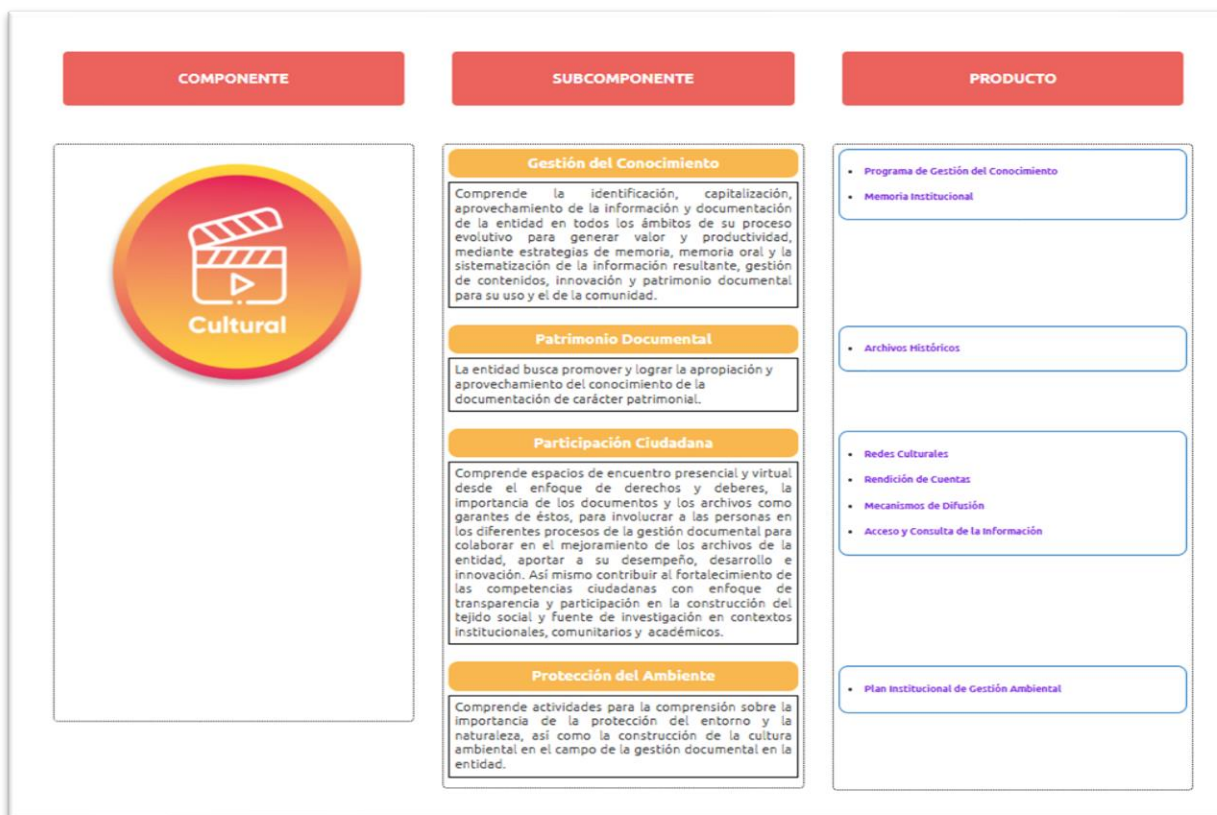 COMPONENTE
SUBCOMPONENTE
PRODUCTO
Cultural
Gestión del Conocimiento
Comprende la identificación, capitalización,
aprovechamiento de la información y documentación
de la entidad en todos los ámbitos de su proceso
evolutivo para generar valor y productividad,
mediante estrategias de memoria, memoria oral y la
sistematización de la información resultante, gestión
de contenidos, innovación y patrimonio documental
para su uso y el de la comunidad.
• Programa de Gestión del Conocimiento
• Memoria Institucional
Patrimonio Documental
La entidad busca promover y lograr la apropiación y
aprovechamiento del conocimiento de la
documentación de carácter patrimonial.
• Archivos Históricos
Participación Ciudadana
Comprende espacios de encuentro presencial y virtual
desde el enfoque de derechos y deberes, la
importancia de los documentos y los archivos como
garantes de éstos, para involucrar a las personas en
los diferentes procesos de la gestión documental para
colaborar en el mejoramiento de los archivos de la
entidad, aportar a su desempeño, desarrollo e
innovación. Así mismo contribuir al fortalecimiento de
las competencias ciudadanas con enfoque de
transparencia y participación en la construcción del
tejido social y fuente de investigación en contextos
institucionales, comunitarios y académicos.
• Redes Culturales
• Rendición de Cuentas
• Mecanismos de Difusión
• Acceso y Consulta de la Información
Protección del Ambiente
Comprende actividades para la comprensión sobre la
importancia de la protección del entorno y la
naturaleza, así como la construcción de la cultura
ambiental en el campo de la gestión documental en la
entidad.
• Plan Institucional de Gestión Ambiental